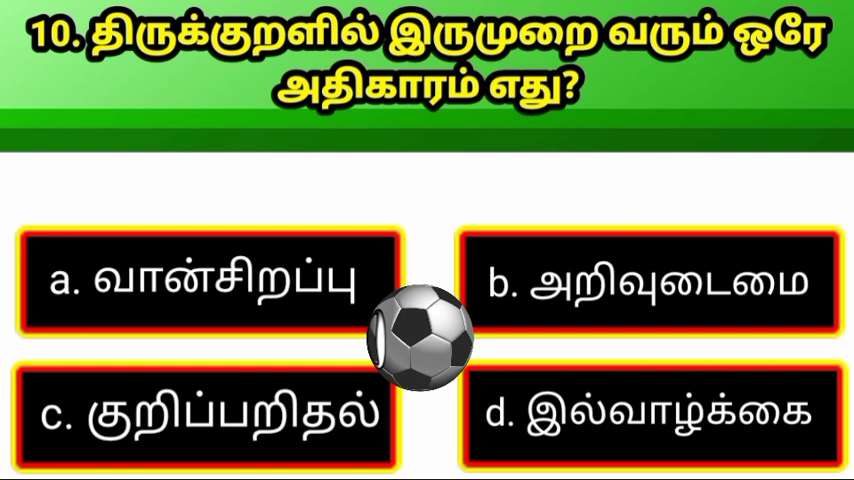 10. திருக்குறளில் இருமுறை வரும் ஒரே
அதிகாரம் எது?
a. வான்சிறப்பு
b. அறிவுடைமை
c. குறிப்பறிதல்
d. இல்வாழ்க்கை